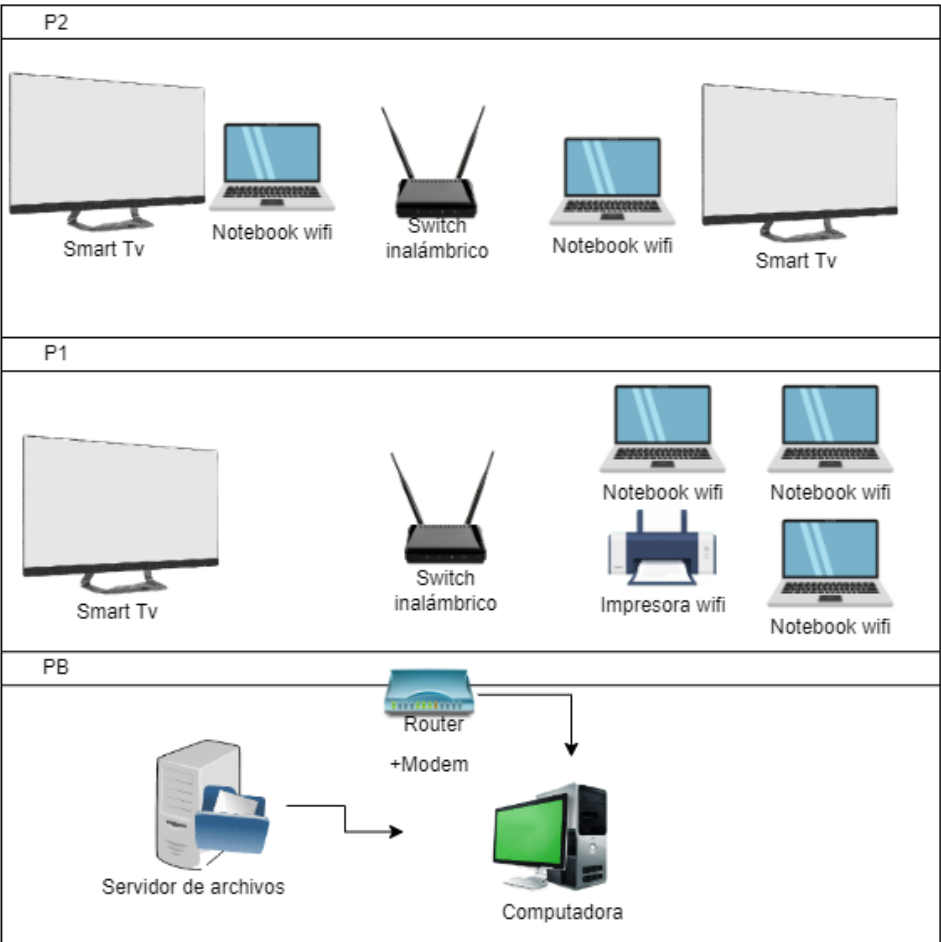 P2
Smart Tv
Notebook wifi
Switch
inalámbrico
Notebook wifi
Smart Tv
P1
Notebook wifi
Notebook wifi
Smart Tv
Switch
inalámbrico
Impresora wifi
Notebook wifi
PB
Router
+Modem
Servidor de archivos
Computadora